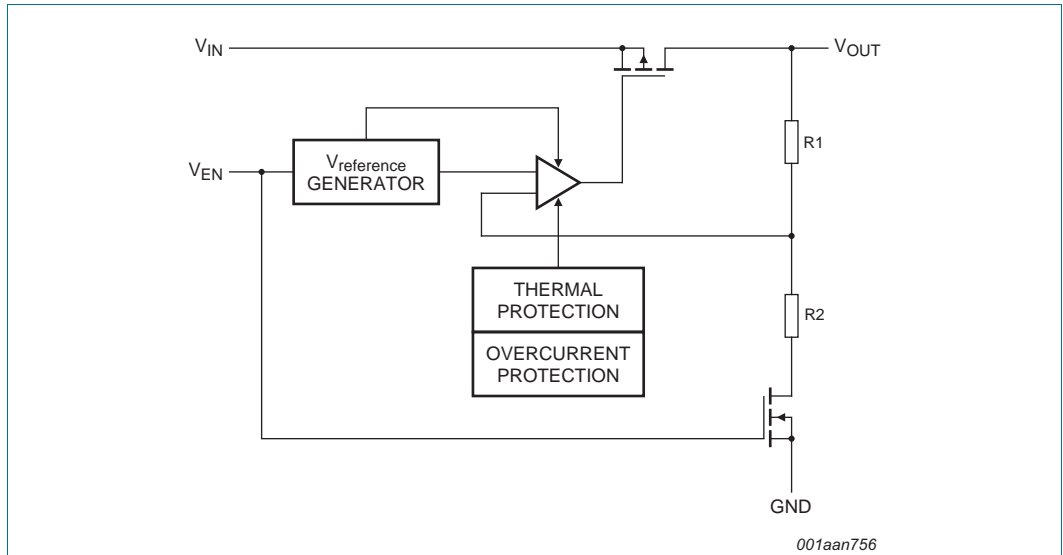 VIN
VOUT
R1
VEN
Vreference
GENERATOR
THERMAL
PROTECTION
R2
OVERCURRENT
PROTECTION
GND
001aan756